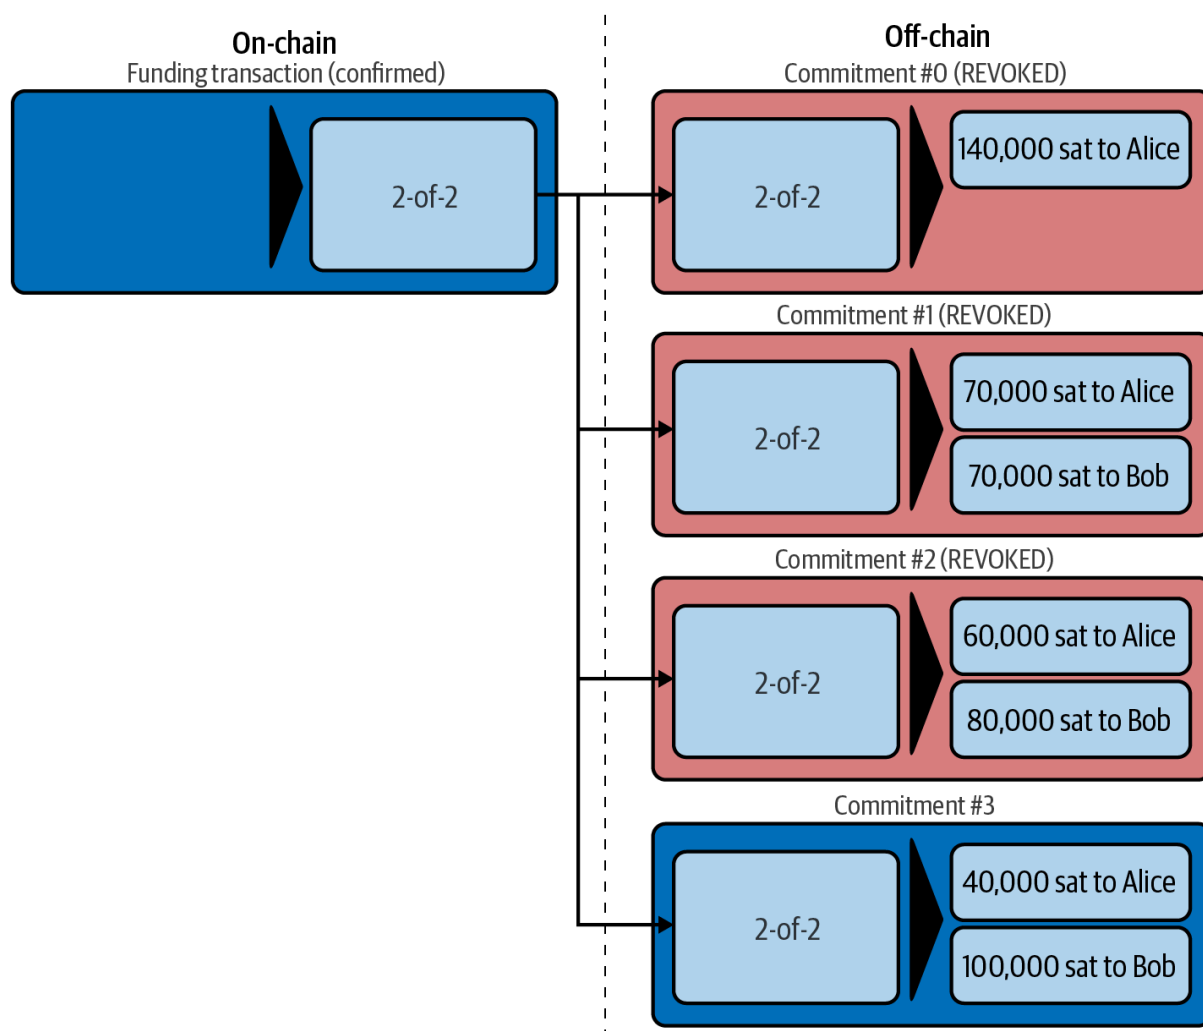 On-chain
Funding transaction (confirmed)
2-of-2
Off-chain
Commitment #0 (REVOKED)
2-of-2
140,000 sat to Alice
Commitment #1 (REVOKED)
2-of-2
70,000 sat to Alice
70,000 sat to Bob
Commitment #2 (REVOKED)
2-of-2
60,000 sat to Alice
80,000 sat to Bob
Commitment #3
2-of-2
40,000 sat to Alice
100,000 sat to Bob